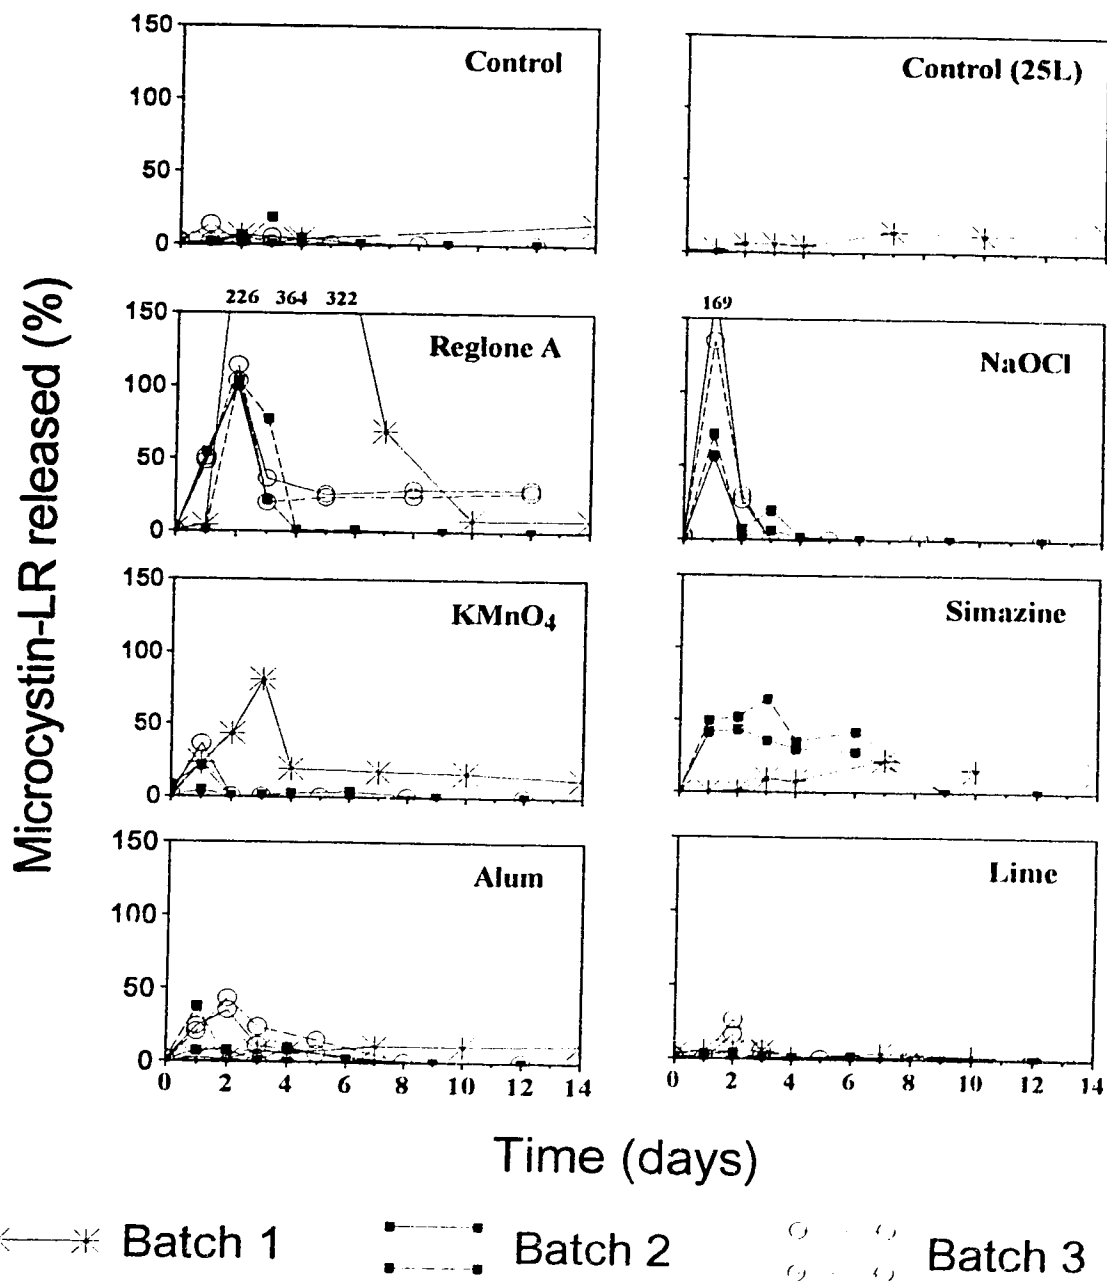 Microcystin-LR released (%)
150
100
50
0
Control
Control (25L)
226 364 322
150
100
50
0
Reglone A
169
NaOCl
150
100
50
0
KMnO₄
Simazine
150
100
50
0
Alum
0 2 4 6 8 10 12 14
Lime
0 2 4 6 8 10 12 14
Time (days)
Batch 1
Batch 2
Batch 3